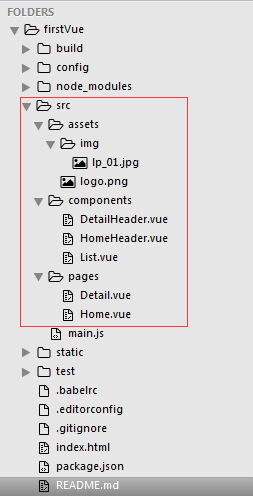 FOLDERS
firstVue
build
config
node_modules
src
assets
img
lp_01.jpg
logo.png
components
DetailHeader.vue
HomeHeader.vue
List.vue
pages
Detail.vue
Home.vue
main.js
static
test
.babelrc
.editorconfig
.gitignore
index.html
package.json
README.md